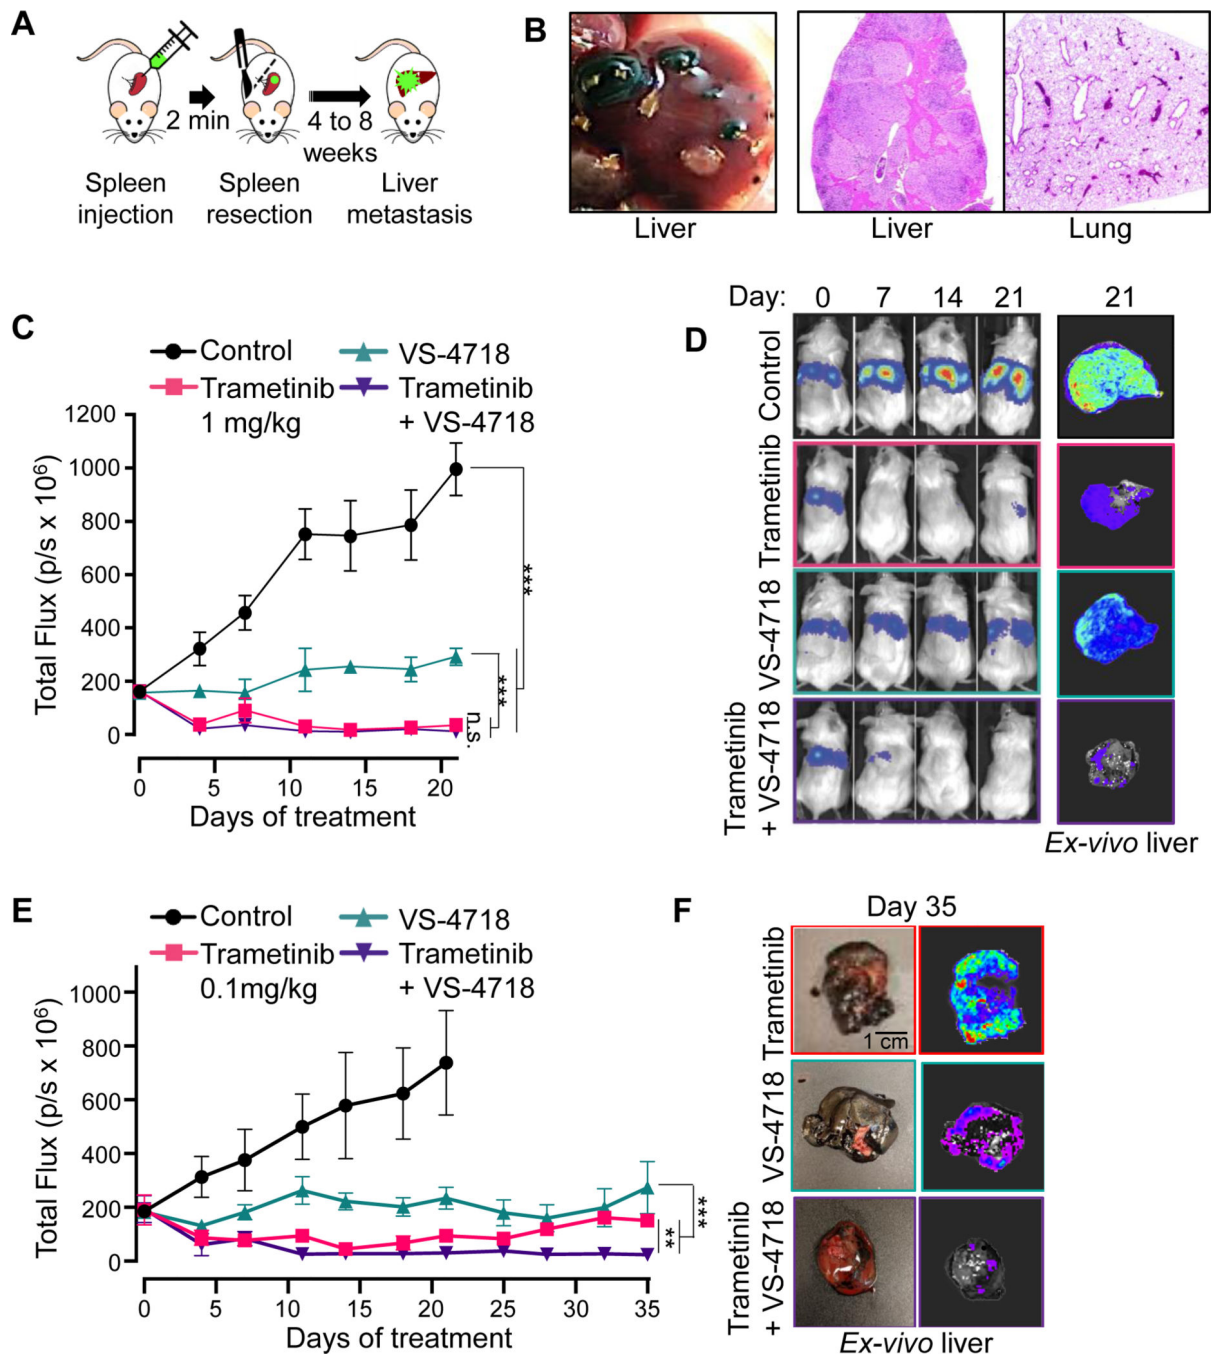 A
2 min
4 to 8
weeks
Spleen
injection
Spleen
resection
Liver
metastasis
B
Liver
Liver
Lung
C
Control
VS-4718
Trametinib
1 mg/kg
Trametinib
+ VS-4718
Total Flux (p/s x 10⁶)
1200
1000
800
600
400
200
0
***
***
n.s.
0
5
10
15
20
Days of treatment
D
Day:
0
7
14
21
21
Control
Trametinib
VS-4718
Trametinib
+ VS-4718
Ex-vivo liver
E
Control
VS-4718
Trametinib
0.1mg/kg
Trametinib
+ VS-4718
Total Flux (p/s x 10⁶)
1000
800
600
400
200
0
***
**
0
5
10
15
20
25
30
35
Days of treatment
F
Day 35
Trametinib
1 cm
VS-4718
Trametinib
+ VS-4718
Ex-vivo liver